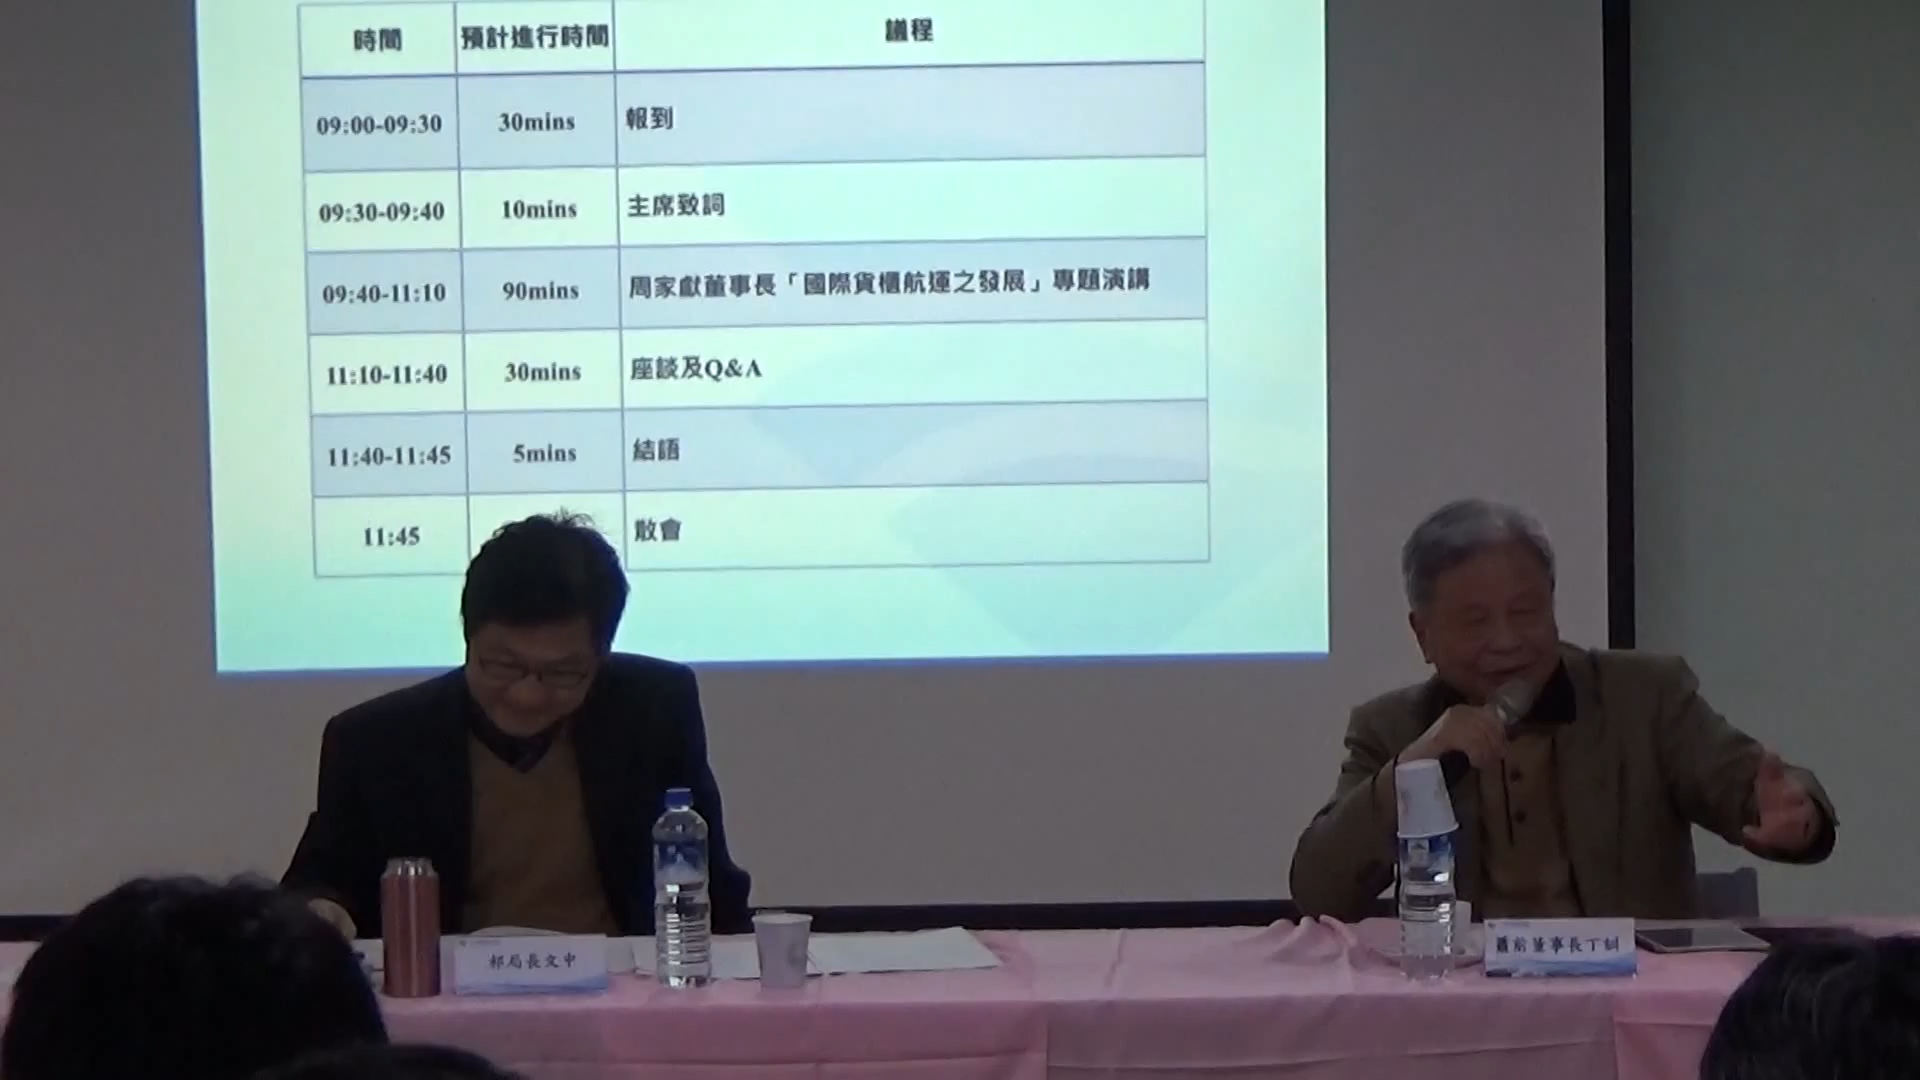 時間 預計進行時間 議程
09:00-09:30 30mins 報到
09:30-09:40 10mins 主席致詞
09:40-11:10 90mins 周家獻董事長「國際貨櫃航運之發展」專題演講
11:10-11:40 30mins 座談及Q&A
11:40-11:45 5mins 結語
11:45 散會
局長文中
前董事長丁釧